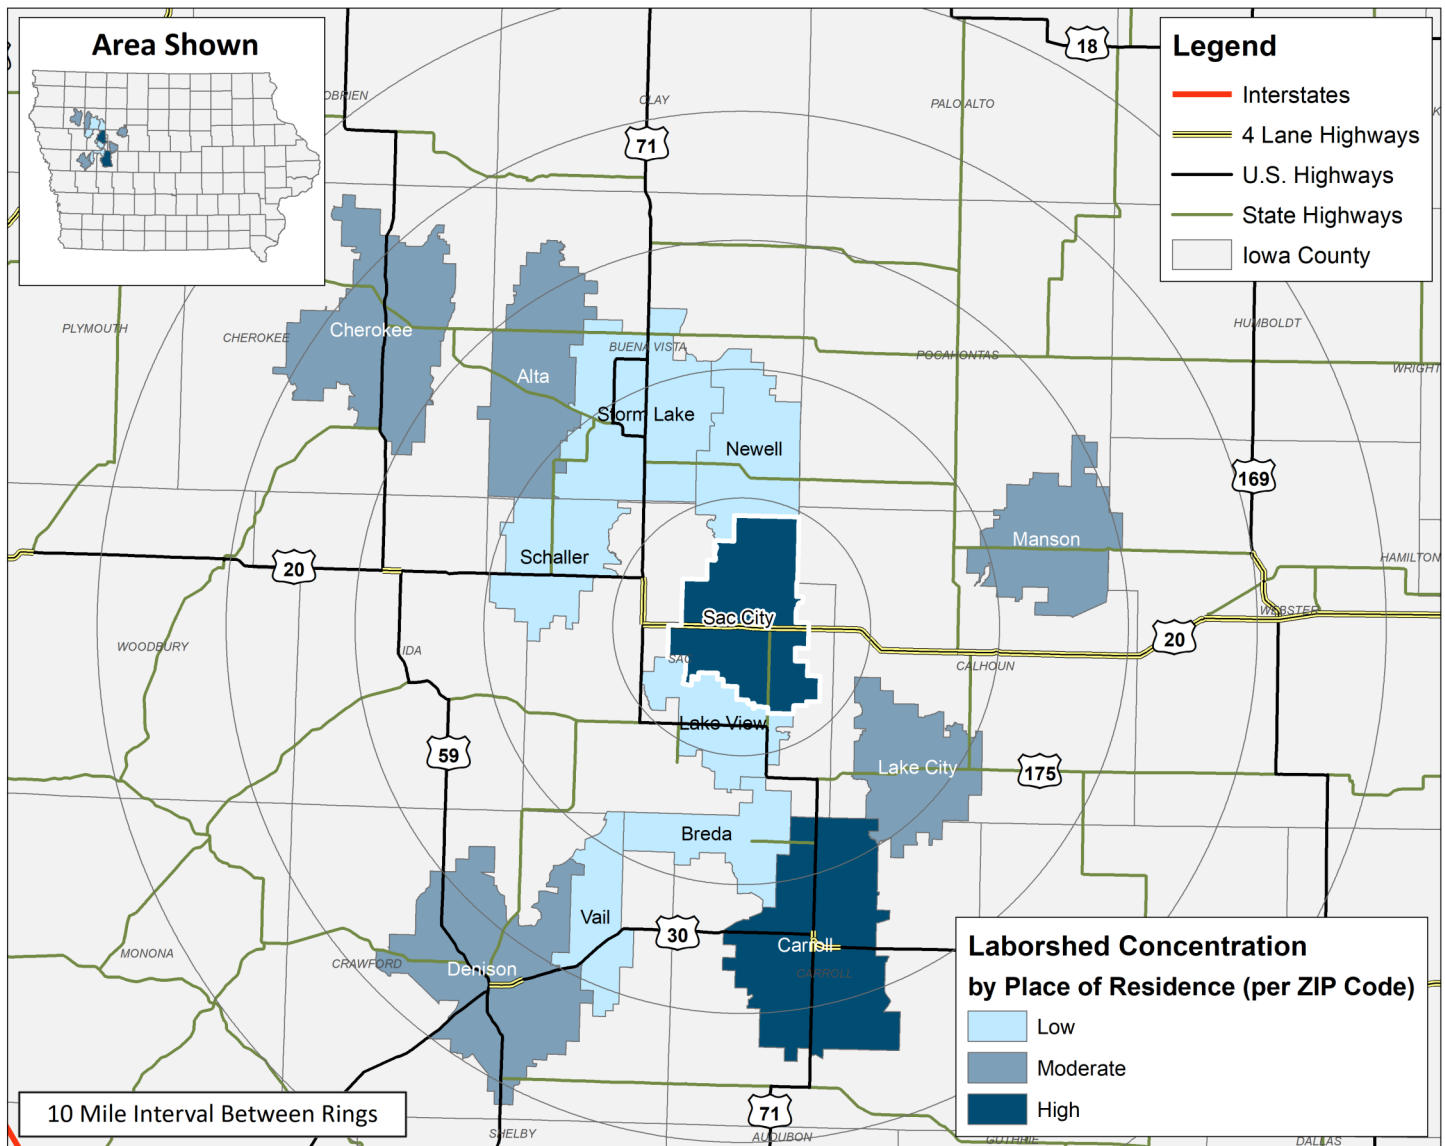 Area Shown
Legend
Interstates
4 Lane Highways
U.S. Highways
State Highways
Iowa County
18
OBRIEN
CLAY
PALO ALTO
71
PLYMOUTH
CHEROKEE
Cherokee
BUENA VISTA
HUMBOLDT
POCAHONTAS
WRIGHT
Alta
Storm Lake
Newell
169
Manson
Schaller
HAMILTON
20
Sac City
WEBSTER
20
WOODBURY
IDA
SAC
CALHOUN
Lake View
59
Lake City
175
Breda
Vail
30
Carroll
MONONA
CRAWFORD
Denison
CARROLL
Laborshed Concentration
by Place of Residence (per ZIP Code)
Low
Moderate
High
10 Mile Interval Between Rings
71
SHELBY
AUDUBON
GUTHRIE
DALLAS